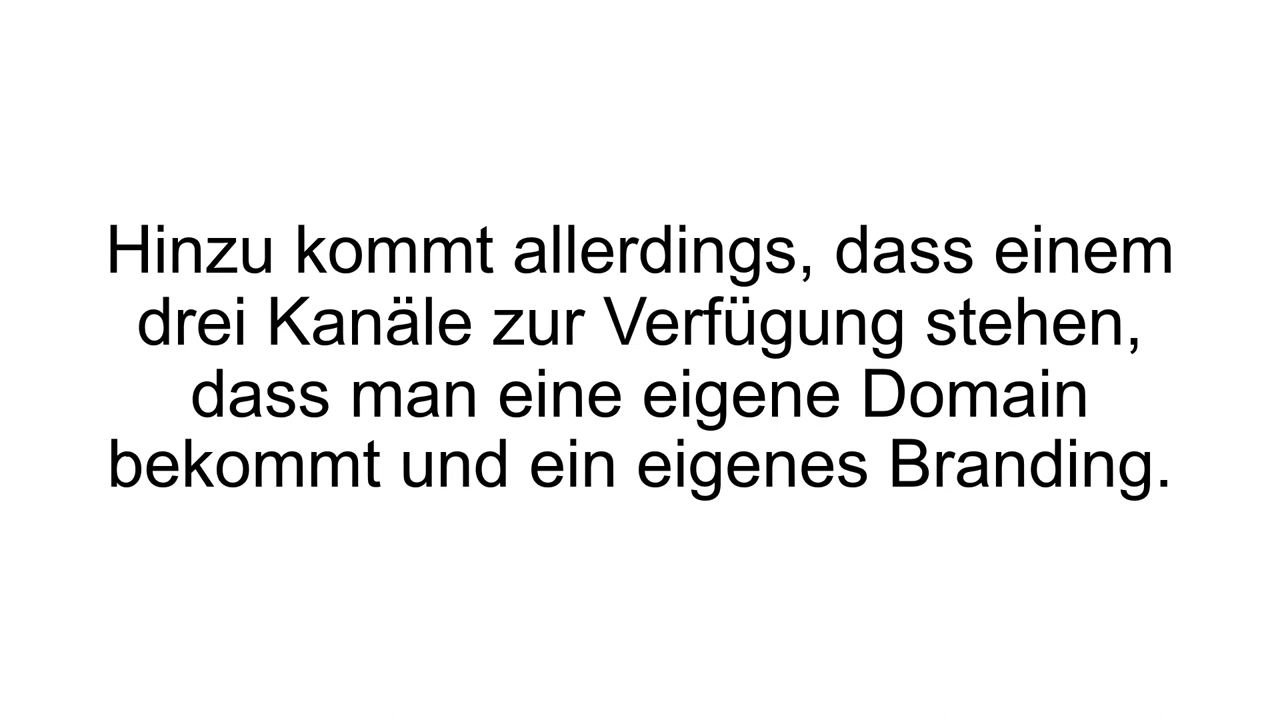 Hinzu kommt allerdings, dass einem
drei Kanäle zur Verfügung stehen,
dass man eine eigene Domain
bekommt und ein eigenes Branding.